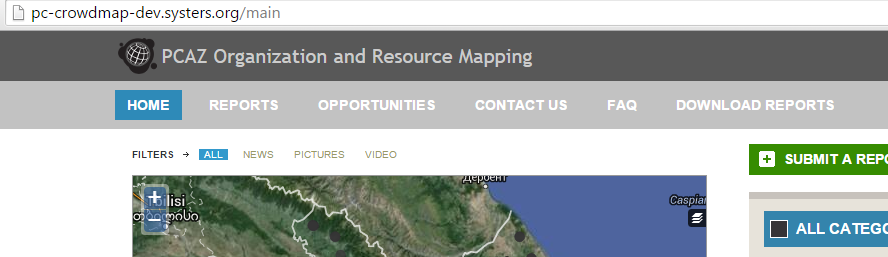 pc-crowdmap-dev.systers.org/main
PCAZ Organization and Resource Mapping
HOME REPORTS OPPORTUNITIES CONTACT US FAQ DOWNLOAD REPORTS
FILTERS → ALL NEWS PICTURES VIDEO
+ SUBMIT A REPO
Дербент
+
ilisi
Caspian
თბილისი
−
ALL CATEGO